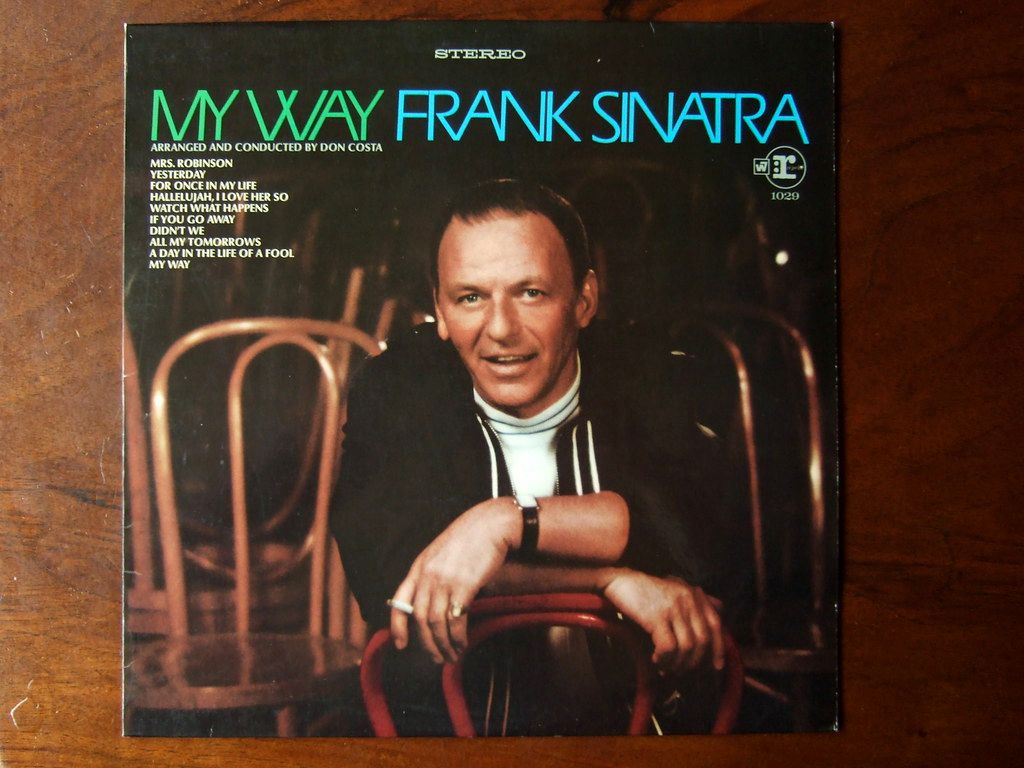 STEREO
MY WAY FRANK SINATRA
ARRANGED AND CONDUCTED BY DON COSTA
MRS. ROBINSON
YESTERDAY
FOR ONCE IN MY LIFE
HALLELUJAH, I LOVE HER SO
WATCH WHAT HAPPENS
IF YOU GO AWAY
DIDN'T WE
ALL MY TOMORROWS
A DAY IN THE LIFE OF A FOOL
MY WAY
W7 r
1029